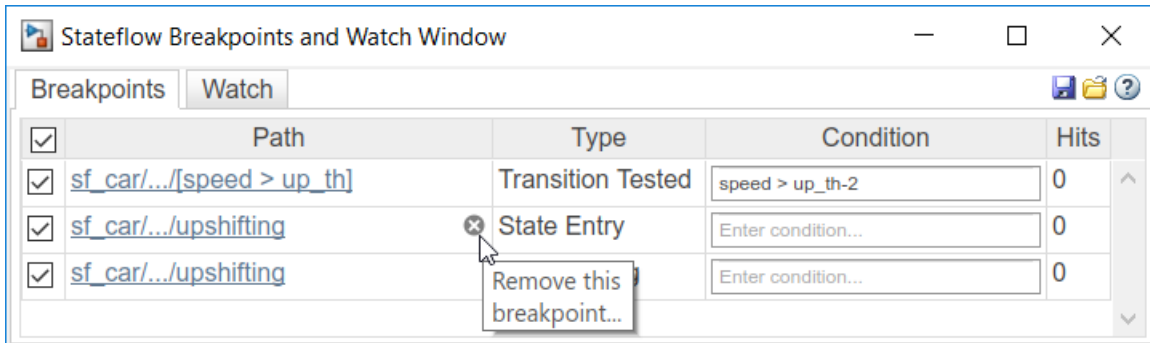 Stateflow Breakpoints and Watch Window
Breakpoints Watch
Path Type Condition Hits
sf_car/.../[speed > up_th] Transition Tested speed > up_th-2 0
sf_car/.../upshifting State Entry Enter condition... 0
sf_car/.../upshifting Enter condition... 0
Remove this
breakpoint...